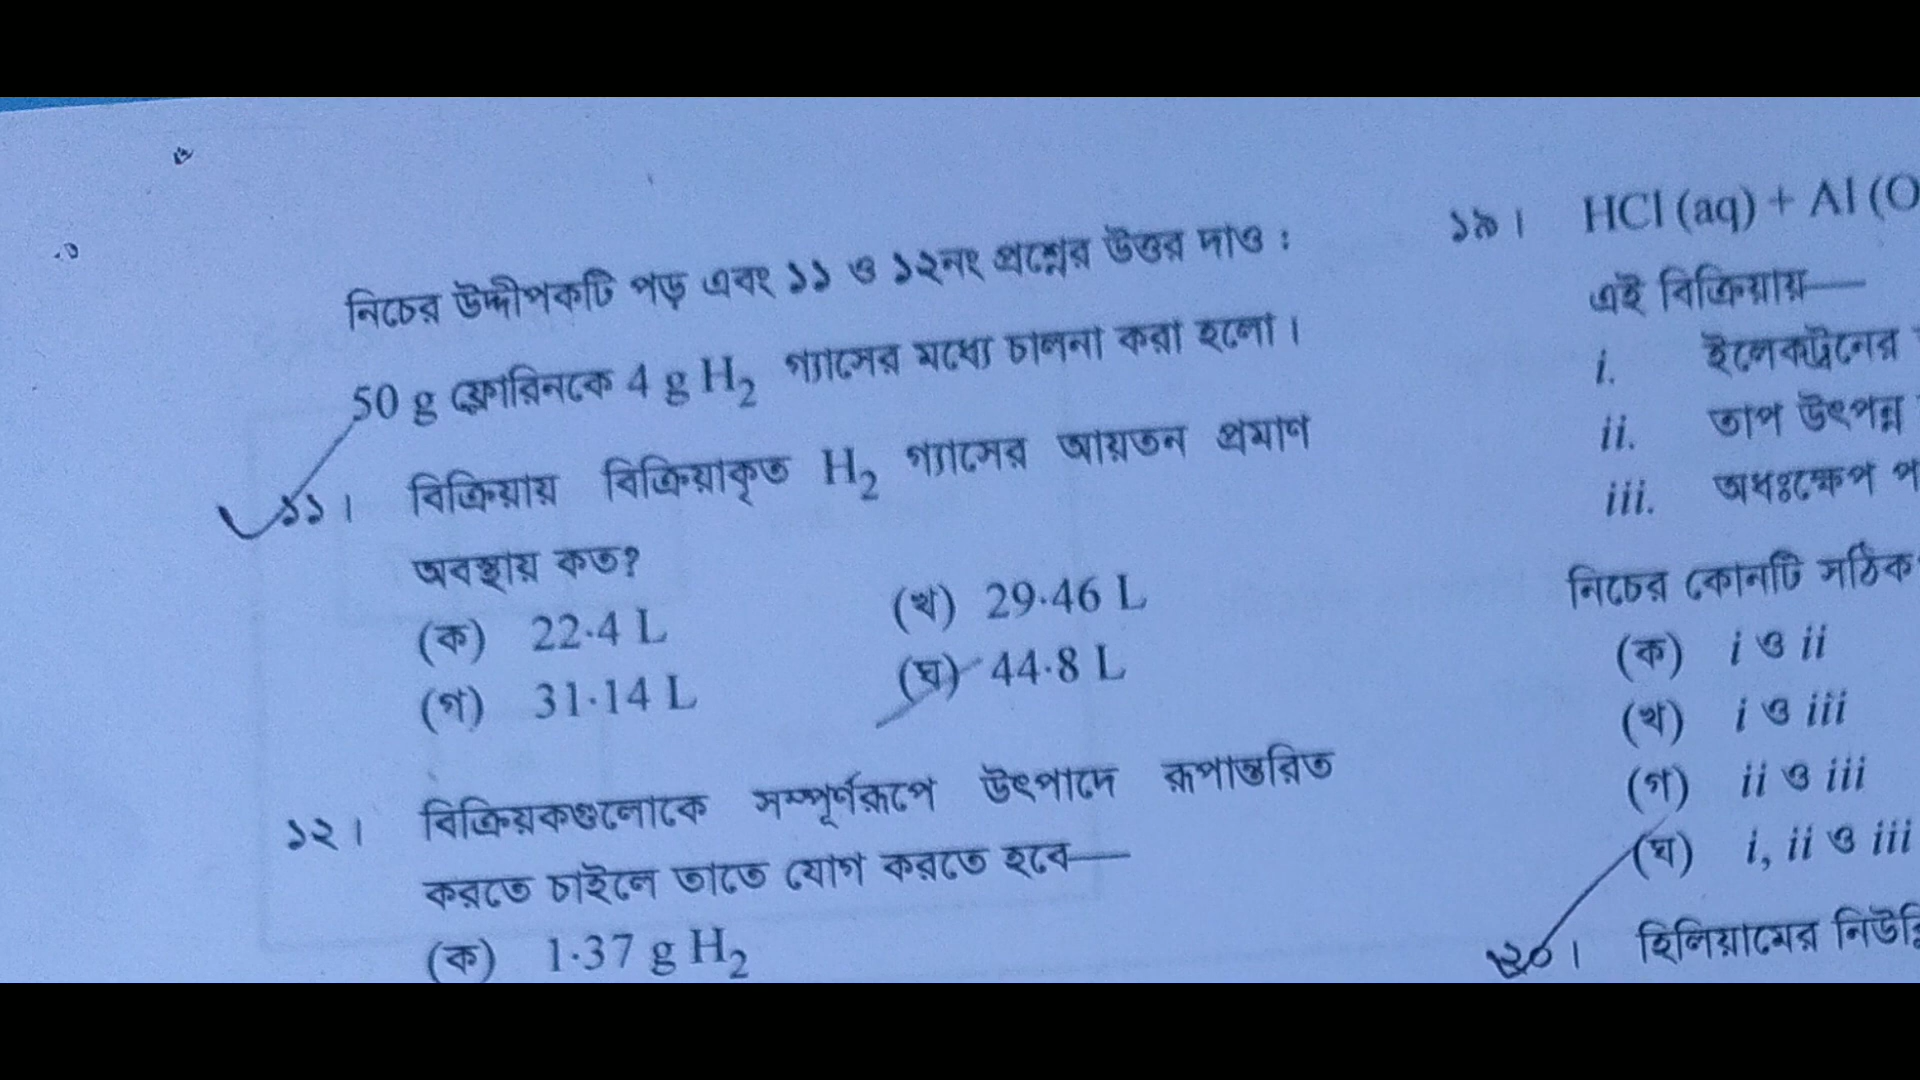 নিচের উদ্দীপকটি পড় এবং ১১ ও ১২নং প্রশ্নের উত্তর দাও :
50 g ফ্লোরিনকে 4 g H₂ গ্যাসের মধ্যে চালনা করা হলো।
১১। বিক্রিয়ায় বিক্রিয়াকৃত H₂ গ্যাসের আয়তন প্রমাণ
অবস্থায় কত?
(ক) 22·4 L (খ) 29·46 L
(গ) 31·14 L (ঘ) 44·8 L
১২। বিক্রিয়কগুলোকে সম্পূর্ণরূপে উৎপাদে রূপান্তরিত
করতে চাইলে তাতে যোগ করতে হবে—
(ক) 1·37 g H₂
১৯। HCl (aq) + Al (O
এই বিক্রিয়ায়—
i. ইলেকট্রনের
ii. তাপ উৎপন্ন
iii. অধঃক্ষেপ প
নিচের কোনটি সঠিক
(ক) i ও ii
(খ) i ও iii
(গ) ii ও iii
(ঘ) i, ii ও iii
২০। হিলিয়ামের